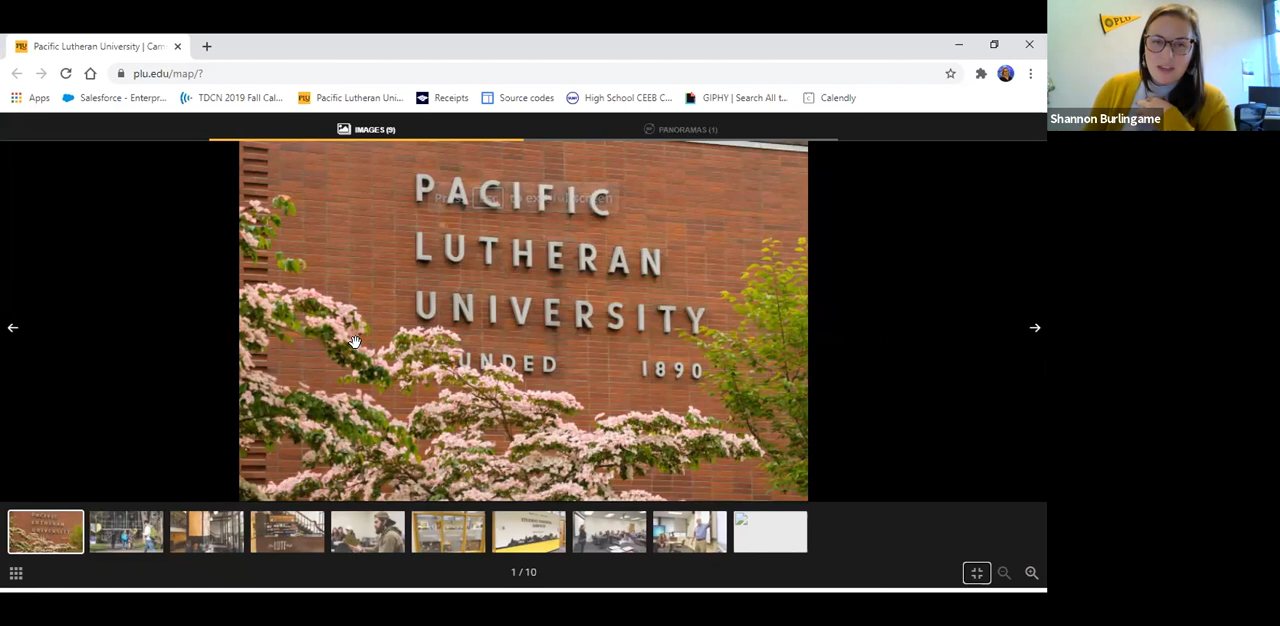 Pacific Lutheran University | Cam
plu.edu/map/?
Apps
Salesforce - Enterpr...
TDCN 2019 Fall Cal...
Pacific Lutheran Uni...
Receipts
Source codes
High School CEEB C...
GIPHY | Search All t...
Calendly
IMAGES (9)
PANORAMAS (1)
PACIFIC
LUTHERAN
UNIVERSITY
UNDED 1890
1 / 10
PLU
Shannon Burlingame